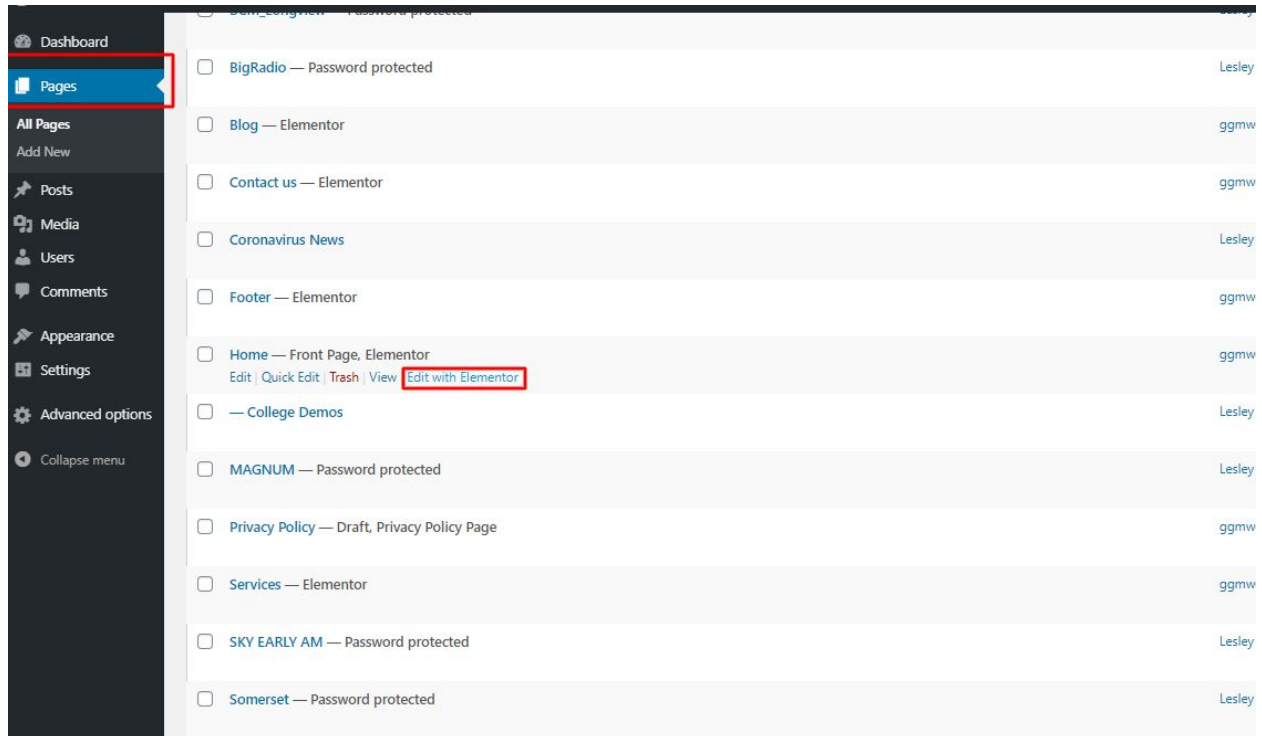 Dashboard
Pages
All Pages
Add New
Posts
Media
Users
Comments
Appearance
Settings
Advanced options
Collapse menu
BigRadio — Password protected Lesley
Blog — Elementor ggmw
Contact us — Elementor ggmw
Coronavirus News Lesley
Footer — Elementor ggmw
Home — Front Page, Elementor ggmw
Edit | Quick Edit | Trash | View | Edit with Elementor
— College Demos Lesley
MAGNUM — Password protected Lesley
Privacy Policy — Draft, Privacy Policy Page ggmw
Services — Elementor ggmw
SKY EARLY AM — Password protected Lesley
Somerset — Password protected Lesley